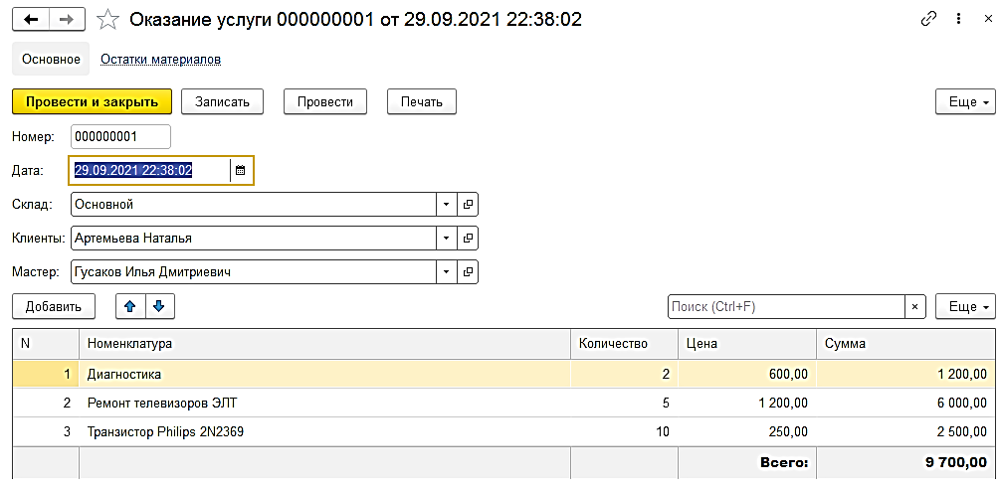 Оказание услуги 000000001 от 29.09.2021 22:38:02
Основное Остатки материалов
Провести и закрыть Записать Провести Печать Еще
Номер: 000000001
Дата: 29.09.2021 22:38:02
Склад: Основной
Клиенты: Артемьева Наталья
Мастер: Гусаков Илья Дмитриевич
Добавить Поиск (Ctrl+F) × Еще
N Номенклатура Количество Цена Сумма
1 Диагностика 2 600,00 1 200,00
2 Ремонт телевизоров ЭЛТ 5 1 200,00 6 000,00
3 Транзистор Philips 2N2369 10 250,00 2 500,00
Всего: 9 700,00